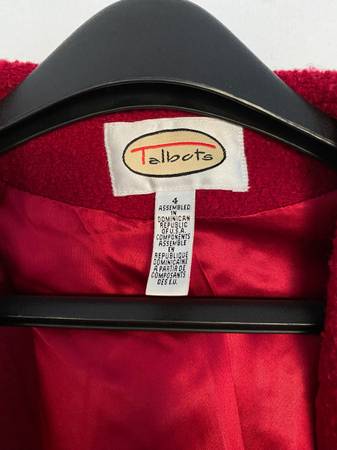 Talbots
4
ASSEMBLED
IN
DOMINICAN
REPUBLIC
OF U.S.A.
COMPONENTS
ASSEMBLE
EN
REPUBLIQUE
DOMINICAINE
A PARTIR DE
COMPOSANTS
DES E.U.